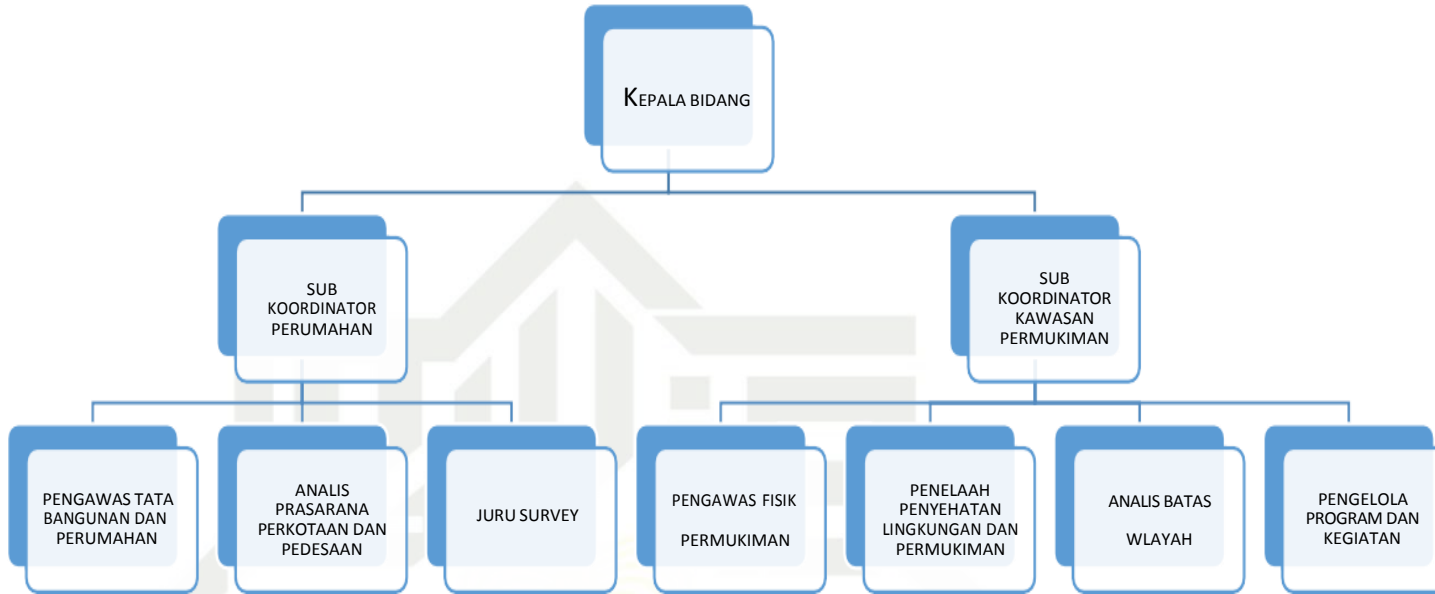 KEPALA BIDANG
SUB
KOORDINATOR
PERUMAHAN
SUB
KOORDINATOR
KAWASAN
PERMUKIMAN
PENGAWAS TATA
BANGUNAN DAN
PERUMAHAN
ANALIS
PRASARANA
PERKOTAAN DAN
PEDESAAN
JURU SURVEY
PENGAWAS FISIK
PERMUKIMAN
PENELAAH
PENYEHATAN
LINGKUNGAN DAN
PERMUKIMAN
ANALIS BATAS
WLAYAH
PENGELOLA
PROGRAM DAN
KEGIATAN